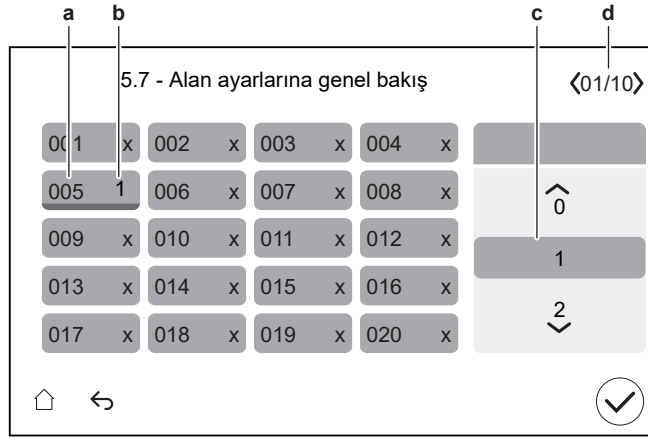 a b c d
5.7 - Alan ayarlarına genel bakış 01/10
001 x 002 x 003 x 004 x
005 1 006 x 007 x 008 x
0
009 x 010 x 011 x 012 x
1
013 x 014 x 015 x 016 x
2
017 x 018 x 019 x 020 x